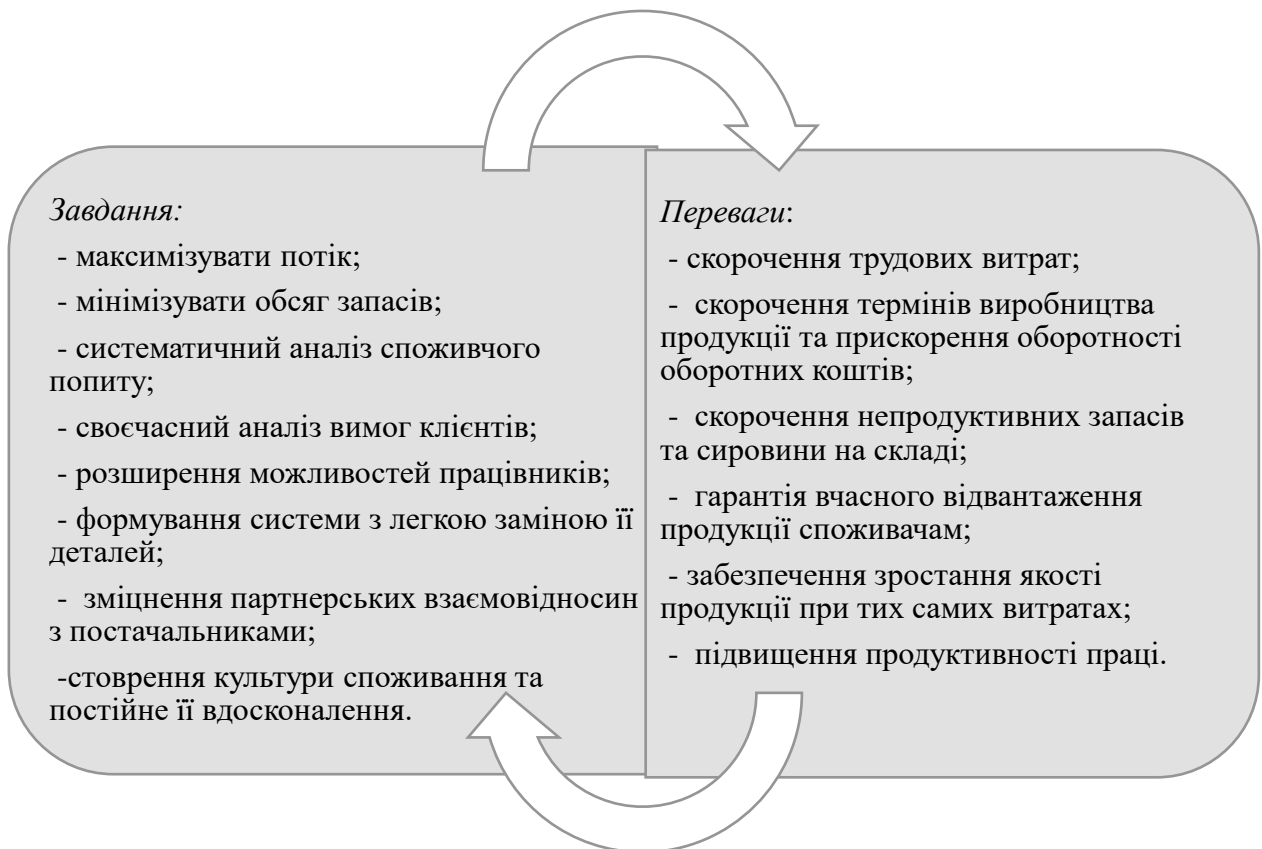 Завдання:
- максимізувати потік;
- мінімізувати обсяг запасів;
- систематичний аналіз споживчого
попиту;
- своєчасний аналіз вимог клієнтів;
- розширення можливостей працівників;
- формування системи з легкою заміною її
деталей;
- зміцнення партнерських взаємовідносин
з постачальниками;
-стоврення культури споживання та
постійне її вдосконалення.
Переваги:
- скорочення трудових витрат;
- скорочення термінів виробництва
продукції та прискорення оборотності
оборотних коштів;
- скорочення непродуктивних запасів
та сировини на складі;
- гарантія вчасного відвантаження
продукції споживачам;
- забезпечення зростання якості
продукції при тих самих витратах;
- підвищення продуктивності праці.